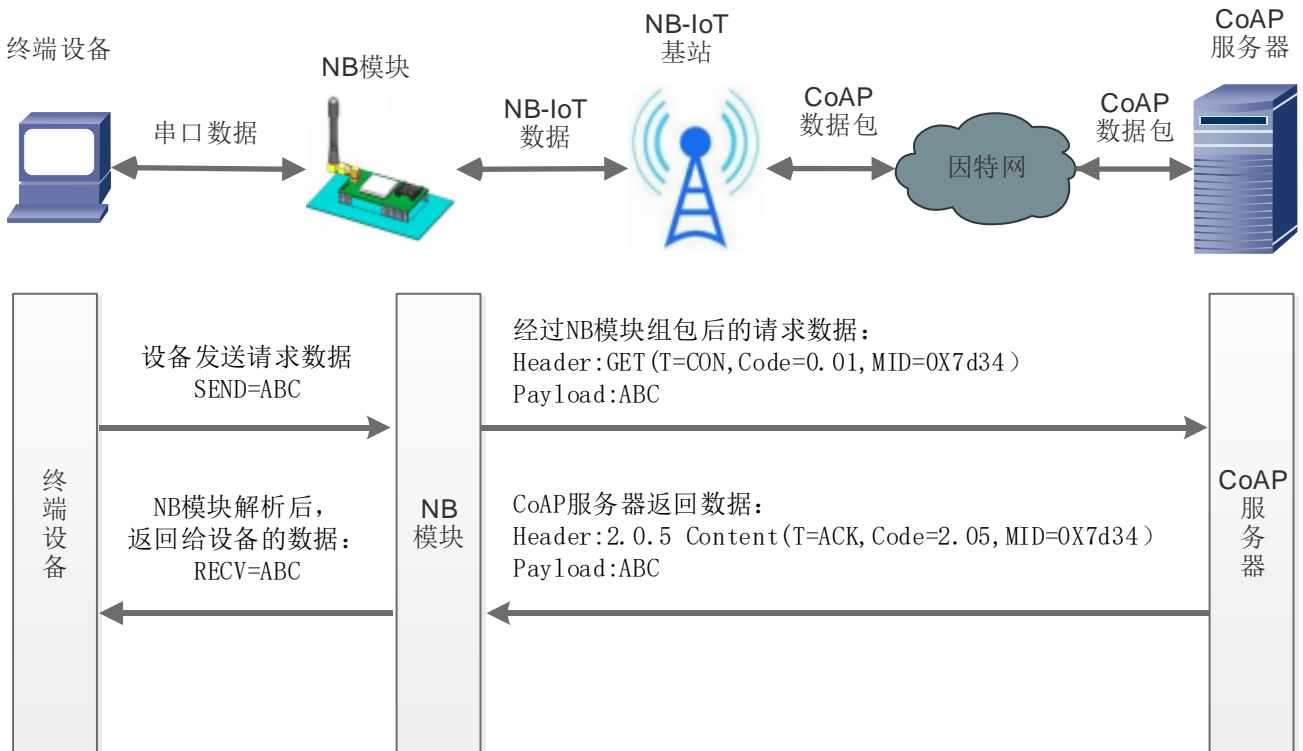 终端设备
NB模块
NB-IoT
基站
CoAP
服务器
串口数据
NB-IoT
数据
CoAP
数据包
因特网
CoAP
数据包
设备发送请求数据
SEND=ABC
经过NB模块组包后的请求数据：
Header:GET(T=CON,Code=0.01,MID=0X7d34）
Payload:ABC
终端设备
NB模块解析后，
返回给设备的数据：
RECV=ABC
NB
模块
CoAP服务器返回数据：
Header:2.0.5 Content(T=ACK,Code=2.05,MID=0X7d34）
Payload:ABC
CoAP
服务器